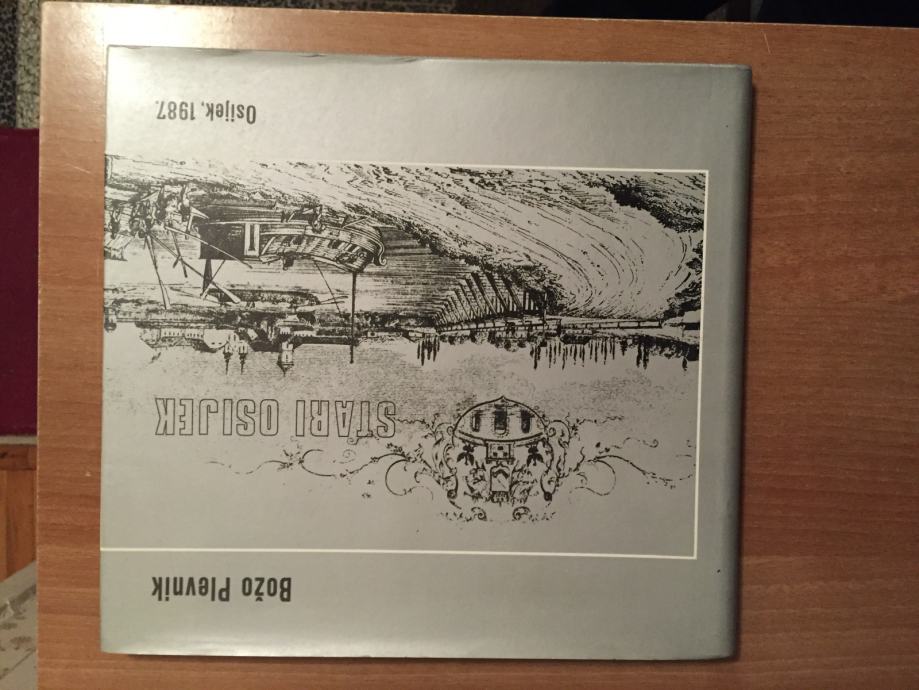 Božo Plevnik
STARI OSIJEK
Osijek, 1987.